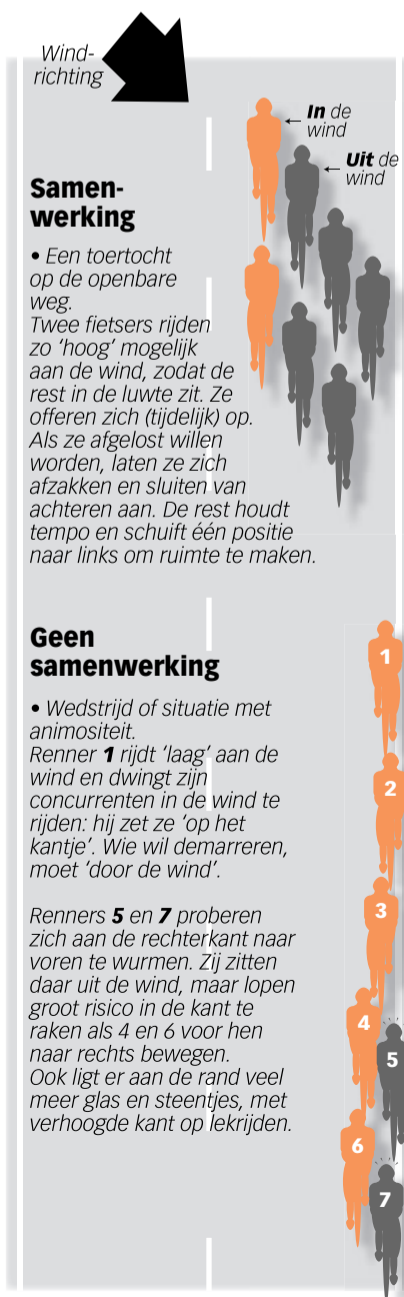 Wind-
richting
In de
wind
Uit de
wind
Samen-
werking
• Een toertocht
op de openbare
weg.
Twee fietsers rijden
zo ‘hoog’ mogelijk
aan de wind, zodat de
rest in de luwte zit. Ze
offeren zich (tijdelijk) op.
Als ze afgelost willen
worden, laten ze zich
afzakken en sluiten van
achteren aan. De rest houdt
tempo en schuift één positie
naar links om ruimte te maken.
Geen
samenwerking
• Wedstrijd of situatie met
animositeit.
Renner 1 rijdt ‘laag’ aan de
wind en dwingt zijn
concurrenten in de wind te
rijden: hij zet ze ‘op het
kantje’. Wie wil demarreren,
moet ‘door de wind’.
Renners 5 en 7 proberen
zich aan de rechterkant naar
voren te wurmen. Zij zitten
daar uit de wind, maar lopen
groot risico in de kant te
raken als 4 en 6 voor hen
naar rechts bewegen.
Ook ligt er aan de rand veel
meer glas en steentjes, met
verhoogde kant op lekrijden.
1
2
3
4
5
6
7